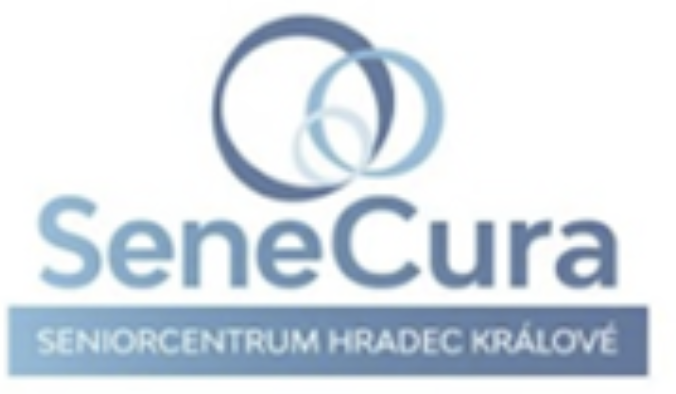 SeneCura
SENIORCENTRUM HRADEC KRÁLOVÉ